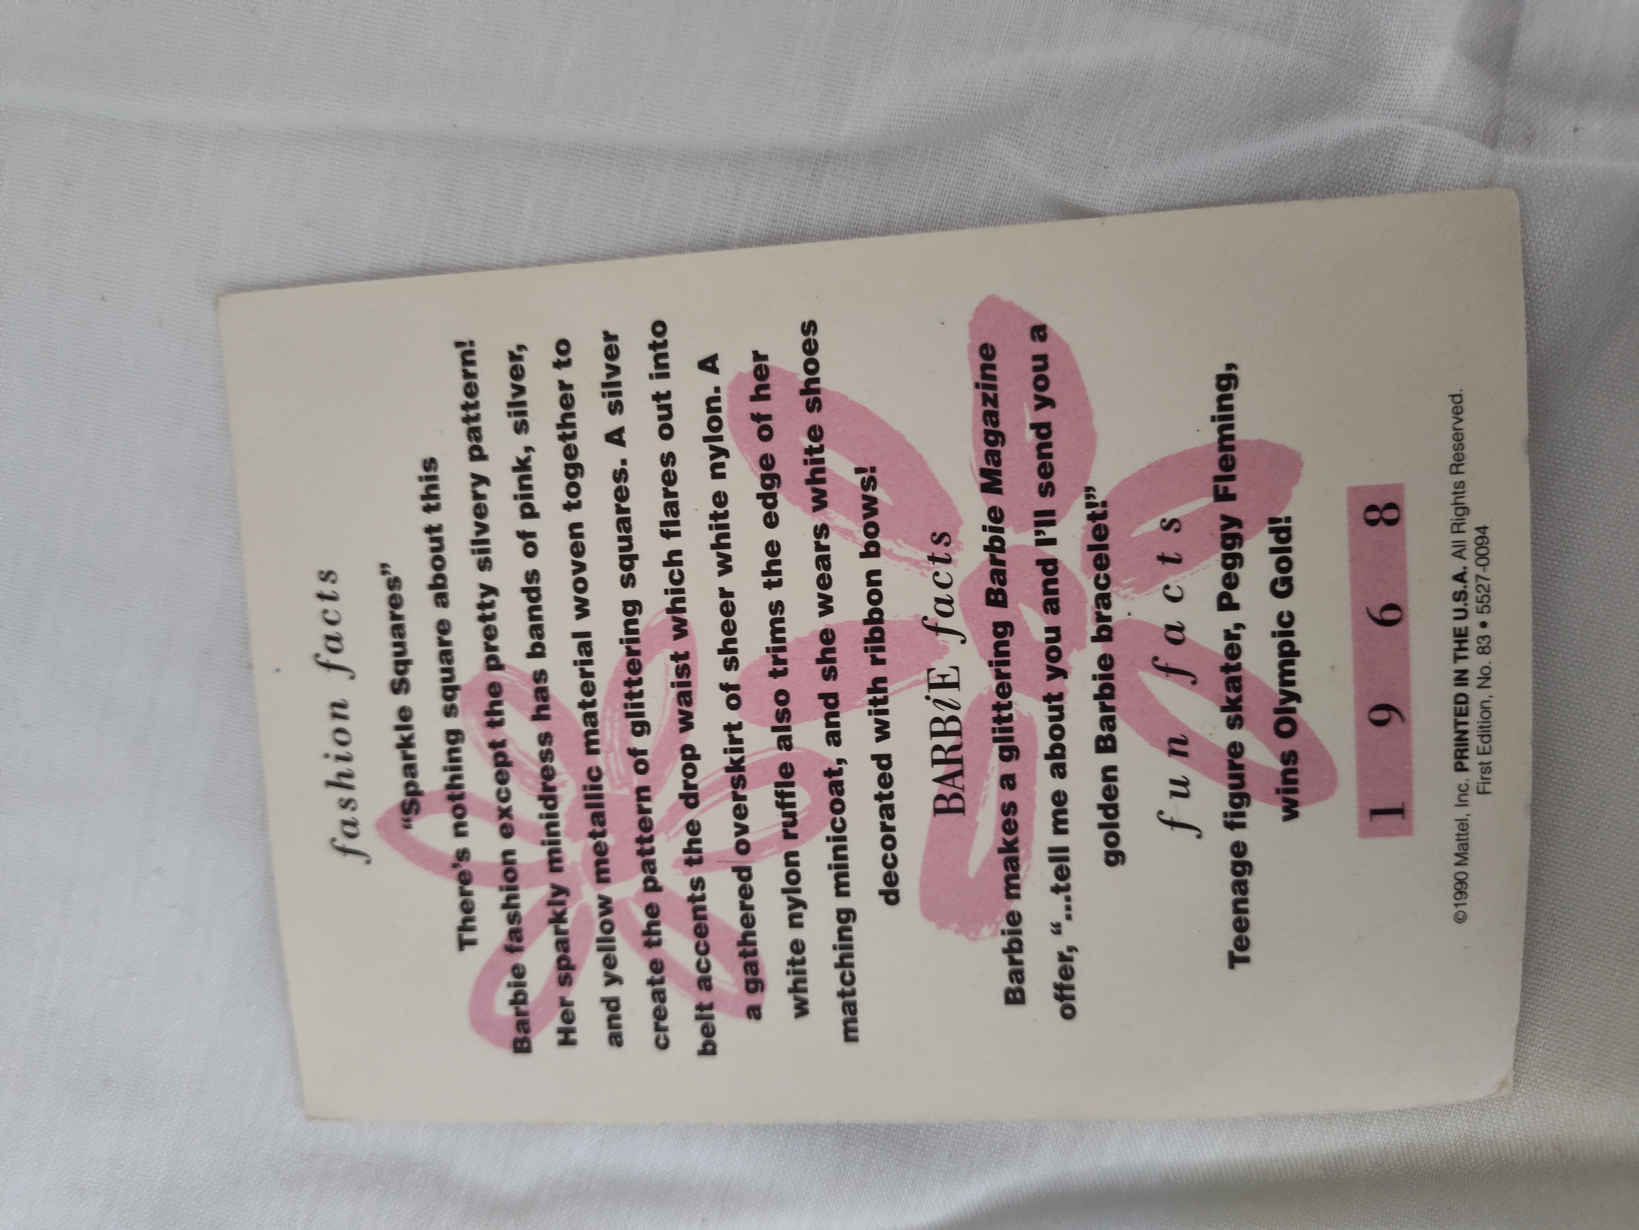 fashion facts
“Sparkle Squares”
There’s nothing square about this
Barbie fashion except the pretty silvery pattern!
Her sparkly minidress has bands of pink, silver,
and yellow metallic material woven together to
create the pattern of glittering squares. A silver
belt accents the drop waist which flares out into
a gathered overskirt of sheer white nylon. A
white nylon ruffle also trims the edge of her
matching minicoat, and she wears white shoes
decorated with ribbon bows!
BARBiE facts
Barbie makes a glittering Barbie Magazine
offer, “...tell me about you and I’ll send you a
golden Barbie bracelet!”
fun facts
Teenage figure skater, Peggy Fleming,
wins Olympic Gold!
1968
©1990 Mattel, Inc. PRINTED IN THE U.S.A. All Rights Reserved.
First Edition, No. 83 • 5527-0094